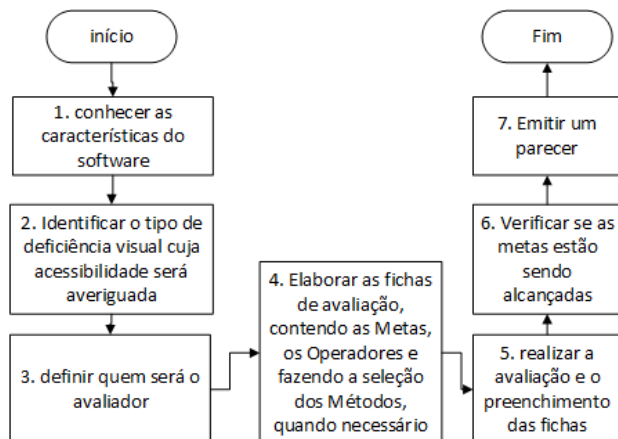 início
1. conhecer as
características do
software
2. Identificar o tipo de
deficiência visual cuja
acessibilidade será
averiguada
3. definir quem será o
avaliador
4. Elaborar as fichas
de avaliação,
contendo as Metas,
os Operadores e
fazendo a seleção
dos Métodos,
quando necessário
5. realizar a
avaliação e o
preenchimento
das fichas
6. Verificar se as
metas estão
sendo
alcançadas
7. Emitir um
parecer
Fim